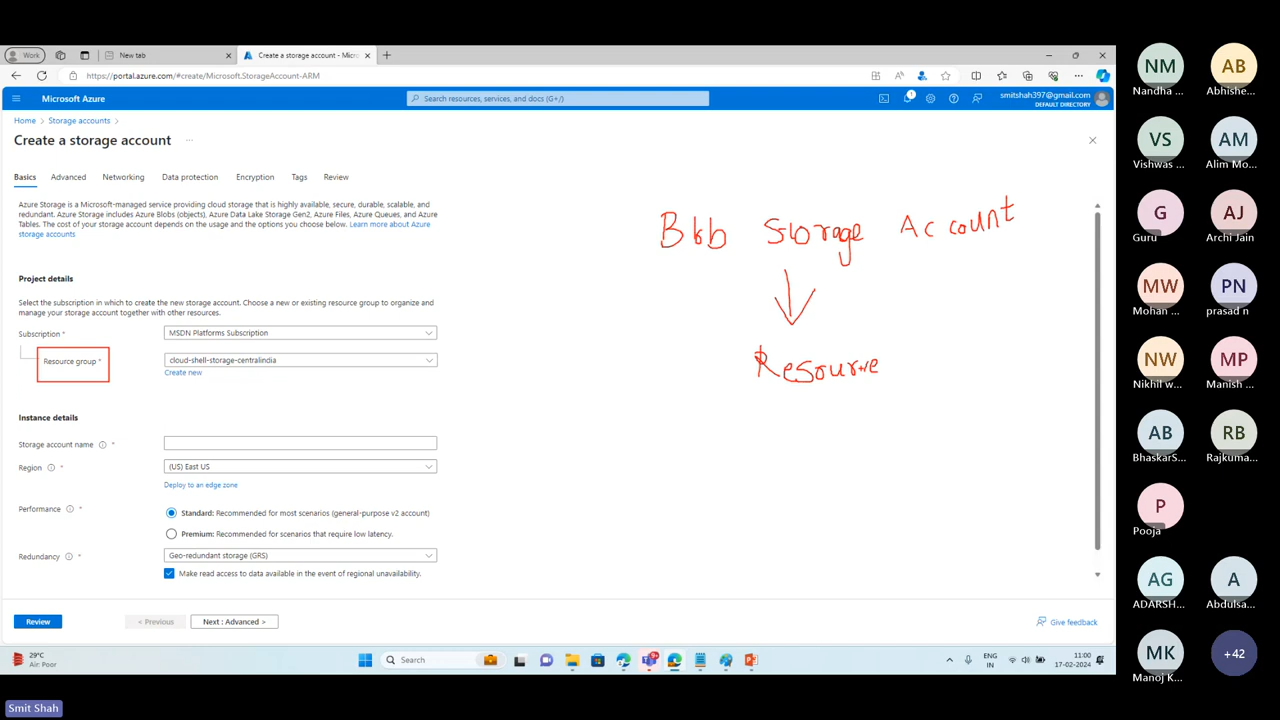 Work
New tab
Create a storage account - Micro
https://portal.azure.com/#create/Microsoft.StorageAccount-ARM
Microsoft Azure
Search resources, services, and docs (G+/)
1
smitshah397@gmail.com
DEFAULT DIRECTORY
Home > Storage accounts >
Create a storage account ...
Basics Advanced Networking Data protection Encryption Tags Review
Azure Storage is a Microsoft-managed service providing cloud storage that is highly available, secure, durable, scalable, and
redundant. Azure Storage includes Azure Blobs (objects), Azure Data Lake Storage Gen2, Azure Files, Azure Queues, and
Azure Tables. The cost of your storage account depends on the usage and the options you choose below. Learn more about Azure
storage accounts
Project details
Select the subscription in which to create the new storage account. Choose a new or existing resource group to organize and
manage your storage account together with other resources.
Subscription *
MSDN Platforms Subscription
Resource group *
cloud-shell-storage-centralindia
Create new
Instance details
Storage account name *
Region *
(US) East US
Deploy to an edge zone
Performance *
Standard: Recommended for most scenarios (general-purpose v2 account)
Premium: Recommended for scenarios that require low latency.
Redundancy *
Geo-redundant storage (GRS)
Make read access to data available in the event of regional unavailability.
Review
< Previous
Next : Advanced >
Give feedback
Blob Storage Account
Resource
29°C
Air: Poor
Search
ENG
IN
11:00
17-02-2024
Smit Shah
NM
Nandha ...
AB
Abhishe...
VS
Vishwas ...
AM
Alim Mo...
G
Guru
AJ
Archi Jain
MW
Mohan ...
PN
prasad n
NW
Nikhil w...
MP
Manish ...
AB
BhaskarS...
RB
Rajkuma...
P
Pooja
AG
ADARSH...
A
Abdulsa...
MK
Manoj K...
+42